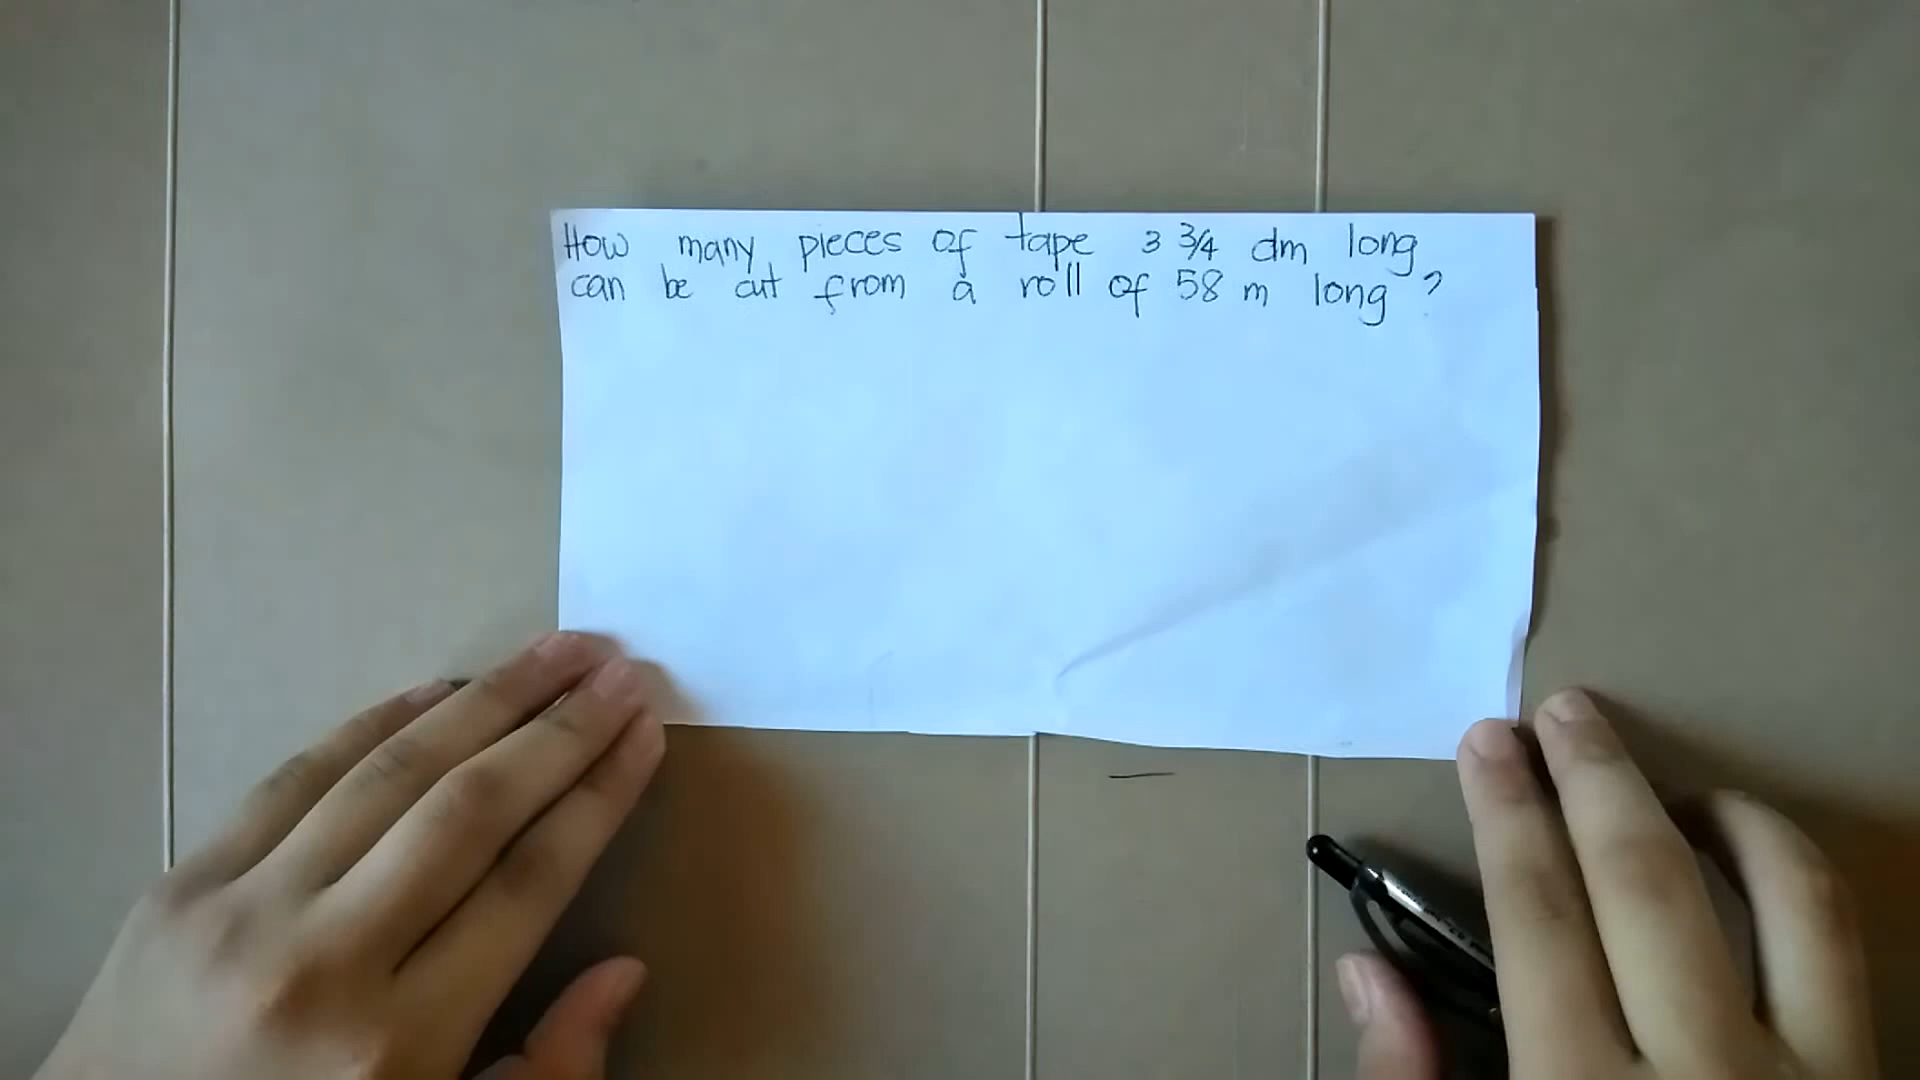 How many pieces of tape 3 3/4 dm long
can be cut from a roll of 58 m long?